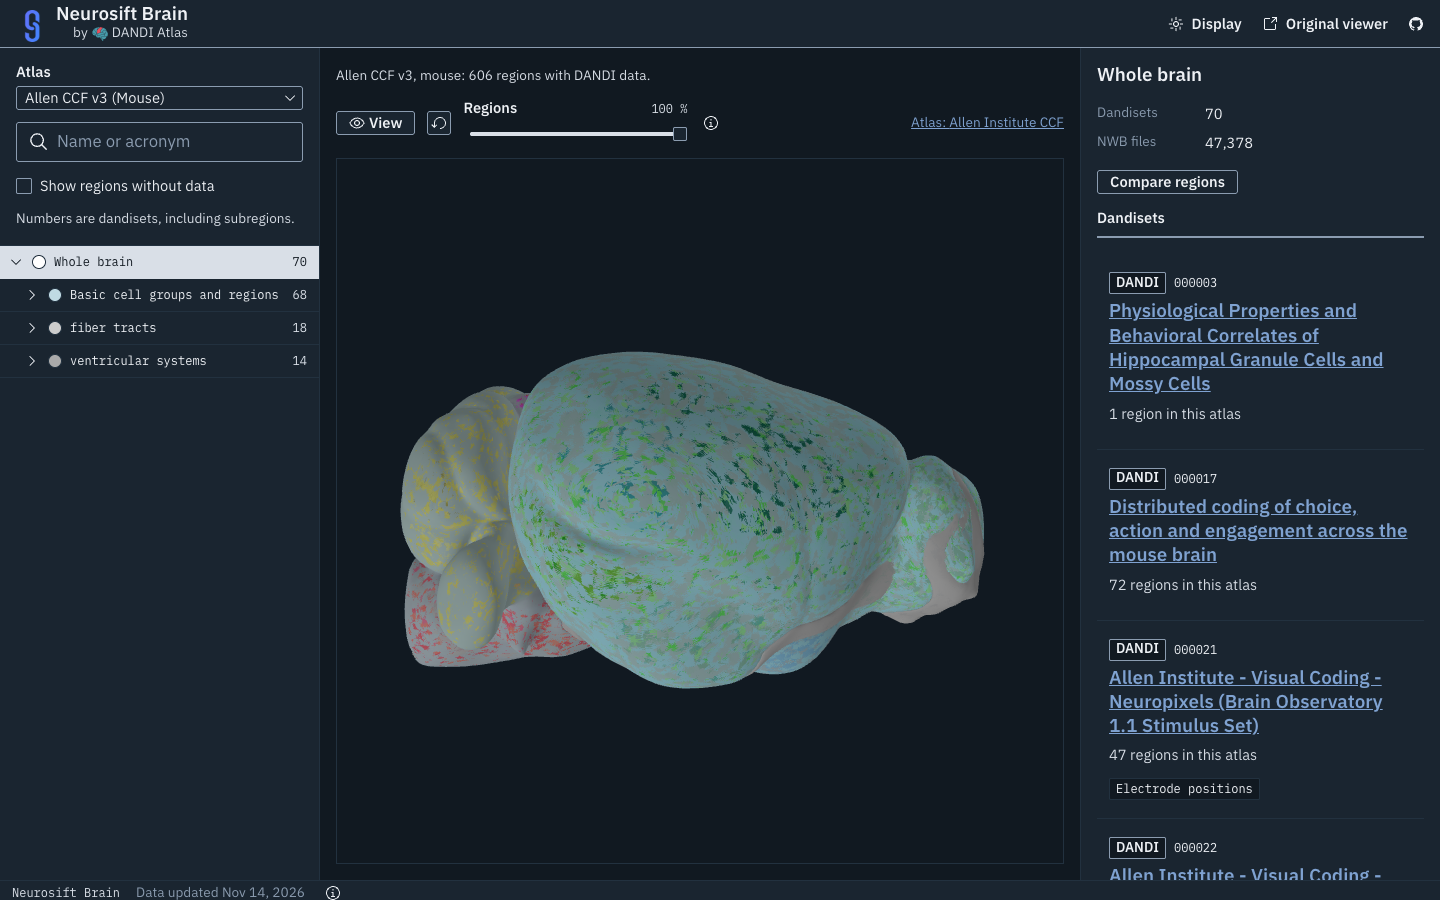 Neurosift Brain
by DANDI Atlas
Display
Original viewer
Atlas
Allen CCF v3 (Mouse)
Name or acronym
Show regions without data
Numbers are dandisets, including subregions.
Whole brain 70
Basic cell groups and regions 68
fiber tracts 18
ventricular systems 14
Allen CCF v3, mouse: 606 regions with DANDI data.
View
Regions 100 %
Atlas: Allen Institute CCF
Whole brain
Dandisets 70
NWB files 47,378
Compare regions
Dandisets
DANDI 000003
Physiological Properties and
Behavioral Correlates of
Hippocampal Granule Cells and
Mossy Cells
1 region in this atlas
DANDI 000017
Distributed coding of choice,
action and engagement across the
mouse brain
72 regions in this atlas
DANDI 000021
Allen Institute - Visual Coding -
Neuropixels (Brain Observatory
1.1 Stimulus Set)
47 regions in this atlas
Electrode positions
DANDI 000022
Allen Institute - Visual Coding -
Neurosift Brain
Data updated Nov 14, 2026